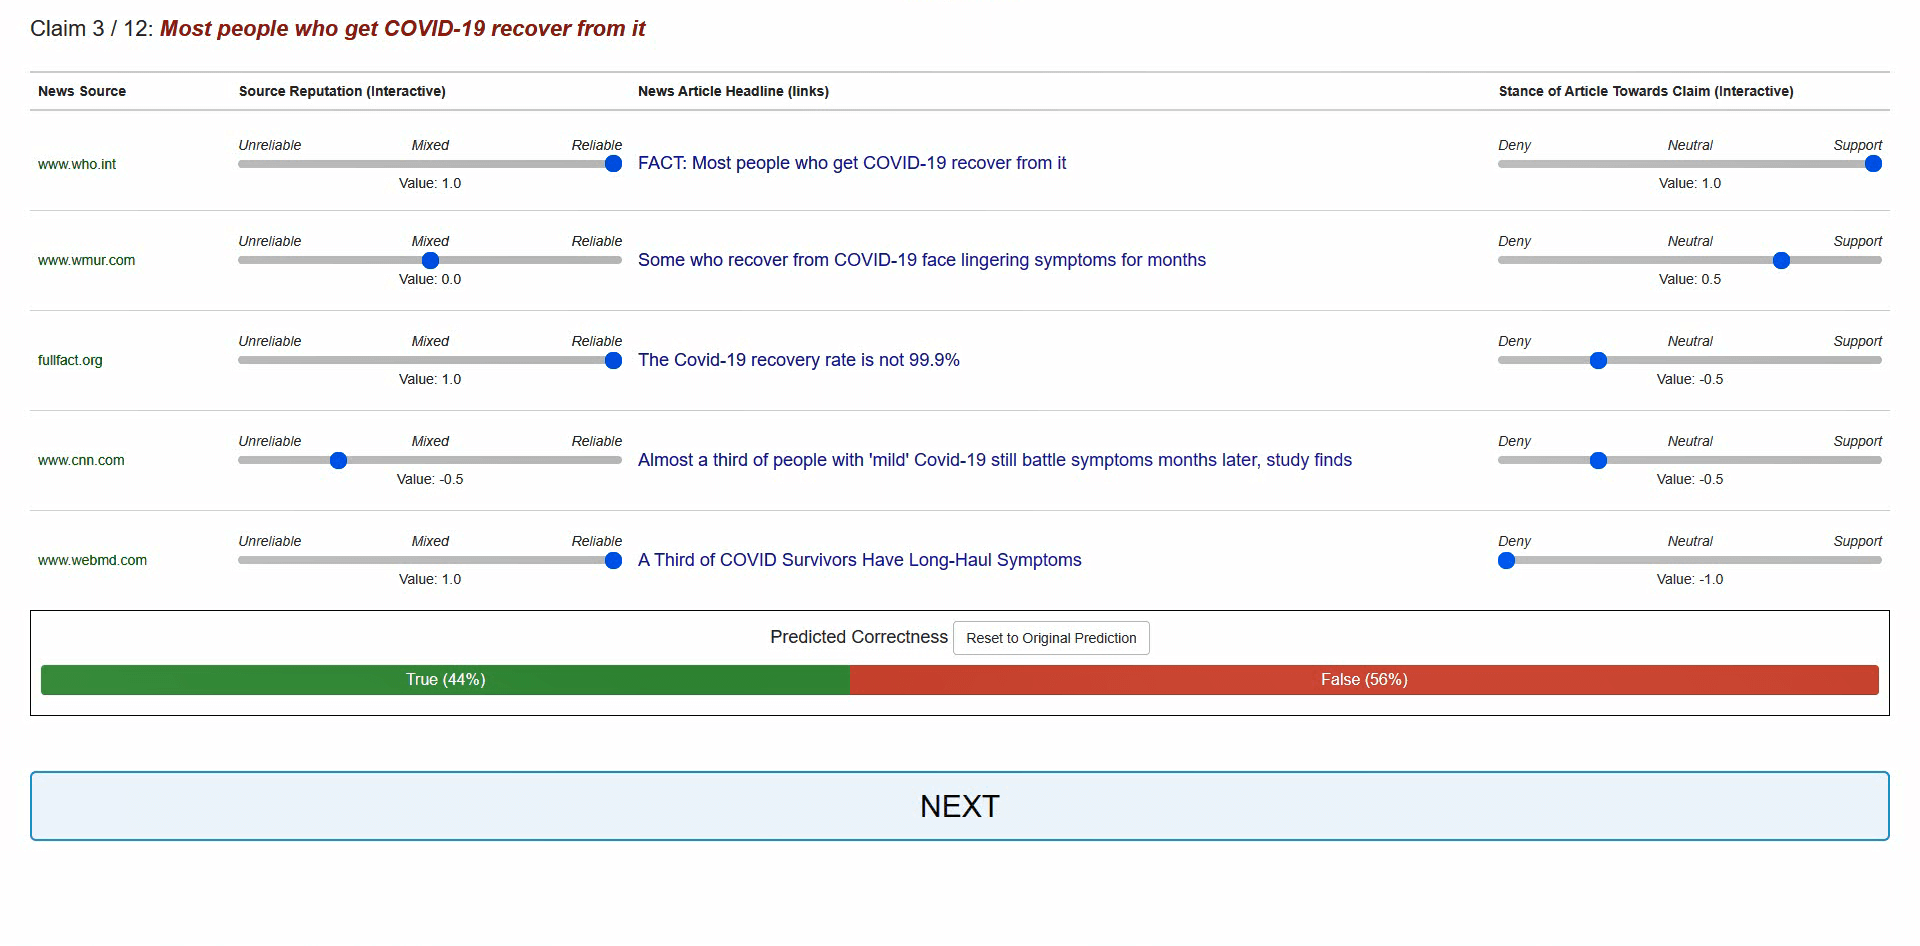 Claim 3 / 12: Most people who get COVID-19 recover from it
News Source Source Reputation (Interactive) News Article Headline (links) Stance of Article Towards Claim (Interactive)
Unreliable Mixed Reliable Deny Neutral Support
www.who.int FACT: Most people who get COVID-19 recover from it
Value: 1.0 Value: 1.0
Unreliable Mixed Reliable Deny Neutral Support
www.wmur.com Some who recover from COVID-19 face lingering symptoms for months
Value: 0.0 Value: 0.5
Unreliable Mixed Reliable Deny Neutral Support
fullfact.org The Covid-19 recovery rate is not 99.9%
Value: 1.0 Value: -0.5
Unreliable Mixed Reliable Deny Neutral Support
www.cnn.com Almost a third of people with 'mild' Covid-19 still battle symptoms months later, study finds
Value: -0.5 Value: -0.5
Unreliable Mixed Reliable Deny Neutral Support
www.webmd.com A Third of COVID Survivors Have Long-Haul Symptoms
Value: 1.0 Value: -1.0
Predicted Correctness Reset to Original Prediction
True (44%) False (56%)
NEXT